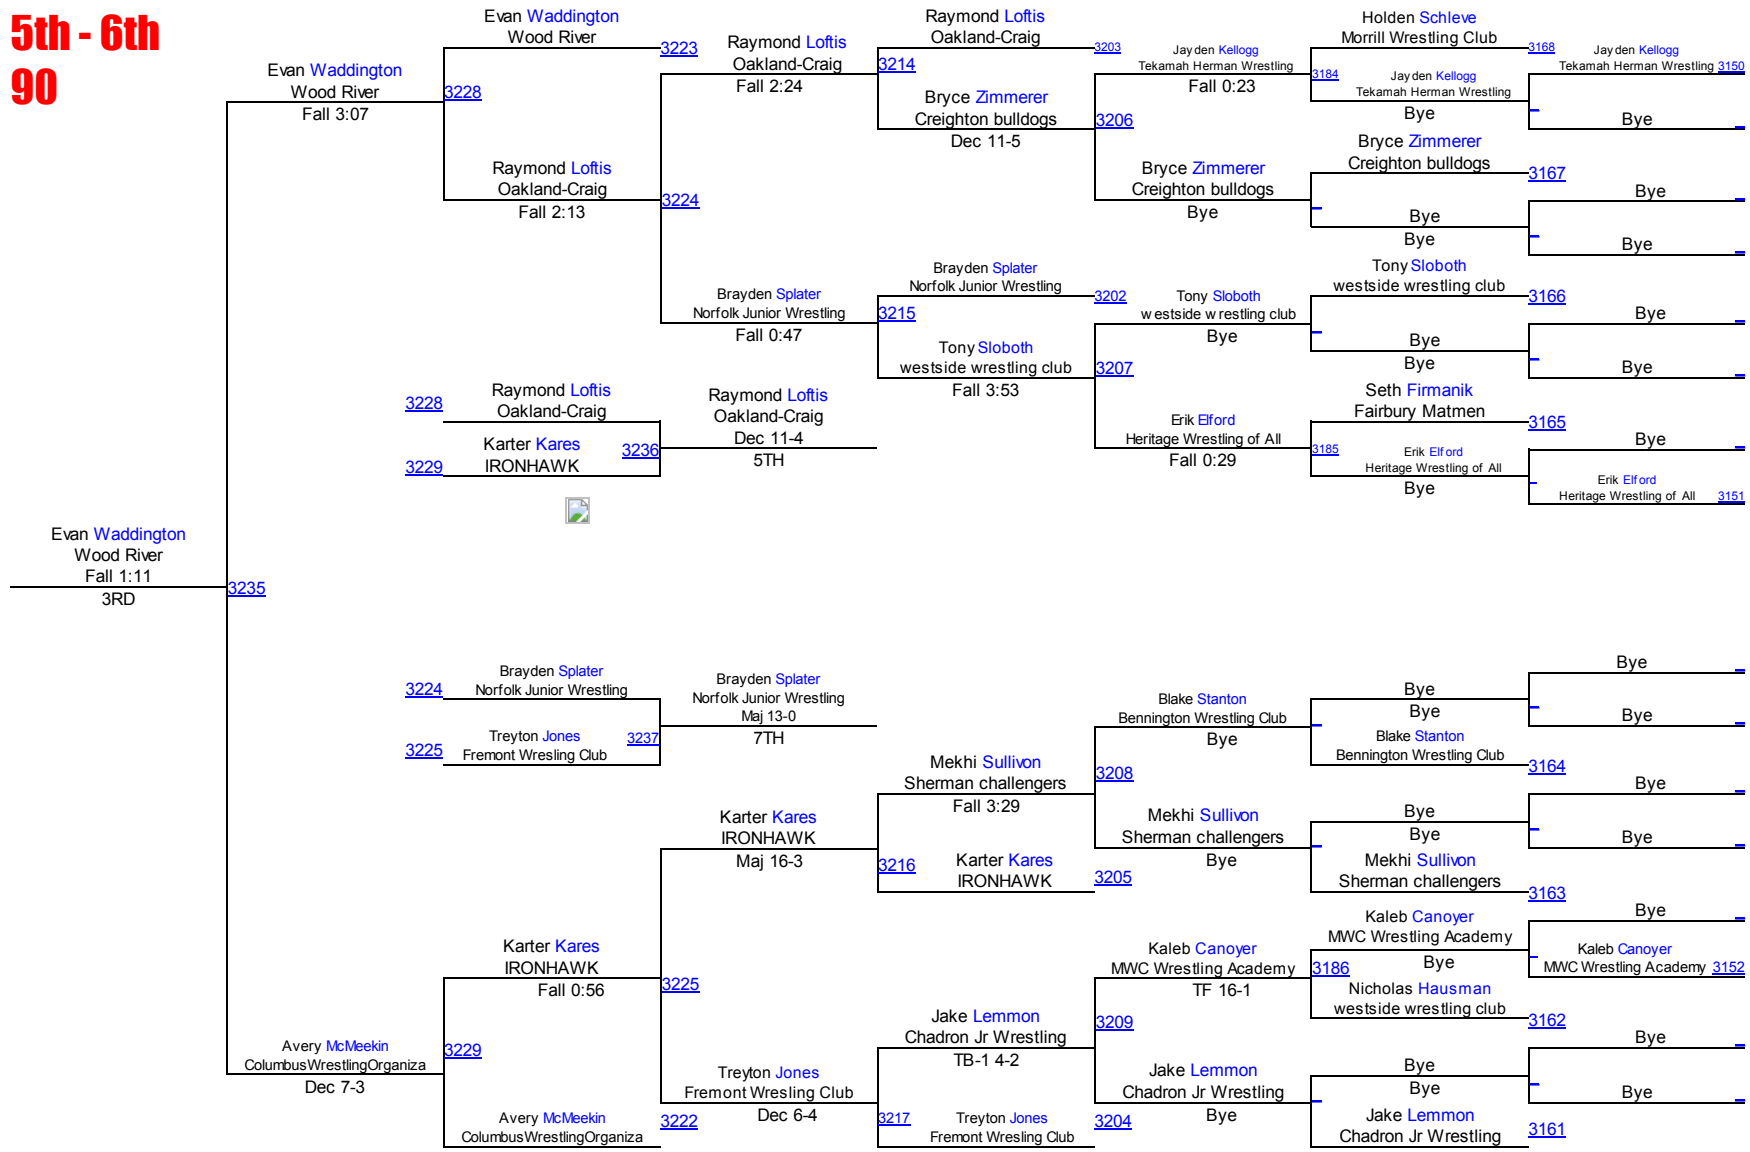 5th - 6th
90
Evan Waddington
Wood River
Fall 1:11
3RD
3235
Evan Waddington
Wood River
Fall 3:07
3228
Avery McMeekin
ColumbusWrestlingOrganiza
Dec 7-3
3229
Evan Waddington
Wood River
3223
Raymond Loftis
Oakland-Craig
Fall 2:13
3224
3228
Raymond Loftis
Oakland-Craig
Karter Kares
IRONHAWK
3229
3236
Raymond Loftis
Oakland-Craig
Dec 11-4
5TH
3224
Brayden Splater
Norfolk Junior Wrestling
3225
Treyton Jones
Fremont Wresling Club
3237
Brayden Splater
Norfolk Junior Wrestling
Maj 13-0
7TH
Karter Kares
IRONHAWK
Fall 0:56
3225
Avery McMeekin
ColumbusWrestlingOrganiza
3222
Raymond Loftis
Oakland-Craig
Fall 2:24
3214
Brayden Splater
Norfolk Junior Wrestling
Fall 0:47
3215
Karter Kares
IRONHAWK
Maj 16-3
3216
Treyton Jones
Fremont Wresling Club
Dec 6-4
3217
Raymond Loftis
Oakland-Craig
3203
Bryce Zimmerer
Creighton bulldogs
Dec 11-5
3206
Brayden Splater
Norfolk Junior Wrestling
3202
Tony Sloboth
westside wrestling club
Fall 3:53
3207
Mekhi Sullivon
Sherman challengers
Fall 3:29
3208
Karter Kares
IRONHAWK
3205
Jake Lemmon
Chadron Jr Wrestling
TB-1 4-2
3209
Treyton Jones
Fremont Wresling Club
3204
Jayden Kellogg
Tekamah Herman Wrestling
Fall 0:23
3184
Bryce Zimmerer
Creighton bulldogs
Bye
Tony Sloboth
westside wrestling club
Bye
Erik Elford
Heritage Wrestling of All
Fall 0:29
3185
Blake Stanton
Bennington Wrestling Club
Bye
Mekhi Sullivon
Sherman challengers
Bye
Kaleb Canoyer
MWC Wrestling Academy
TF 16-1
3186
Jake Lemmon
Chadron Jr Wrestling
Bye
Holden Schleve
Morrill Wrestling Club
3168
Jayden Kellogg
Tekamah Herman Wrestling
Bye
Bryce Zimmerer
Creighton bulldogs
3167
Bye
Bye
Tony Sloboth
westside wrestling club
3166
Bye
Bye
Seth Firmanik
Fairbury Matmen
3165
Erik Elford
Heritage Wrestling of All
Bye
Bye
Bye
Blake Stanton
Bennington Wrestling Club
3164
Bye
Bye
Mekhi Sullivon
Sherman challengers
3163
Kaleb Canoyer
MWC Wrestling Academy
Bye
Nicholas Hausman
westside wrestling club
3162
Bye
Bye
Jake Lemmon
Chadron Jr Wrestling
3161
Jayden Kellogg
Tekamah Herman Wrestling 3150
Bye
Bye
Bye
Bye
Bye
Bye
Erik Elford
Heritage Wrestling of All 3151
Bye
Bye
Bye
Bye
Bye
Kaleb Canoyer
MWC Wrestling Academy 3152
Bye
Bye